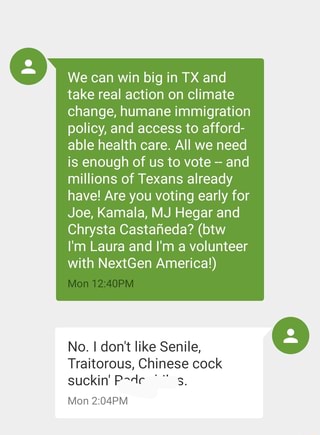 We can win big in TX and
take real action on climate
change, humane immigration
policy, and access to afford-
able health care. All we need
is enough of us to vote – and
millions of Texans already
have! Are you voting early for
Joe, Kamala, MJ Hegar and
Chrysta Castañeda? (btw
I'm Laura and I'm a volunteer
with NextGen America!)
Mon 12:40PM
No. I don't like Senile,
Traitorous, Chinese cock
suckin'
Mon 2:04PM